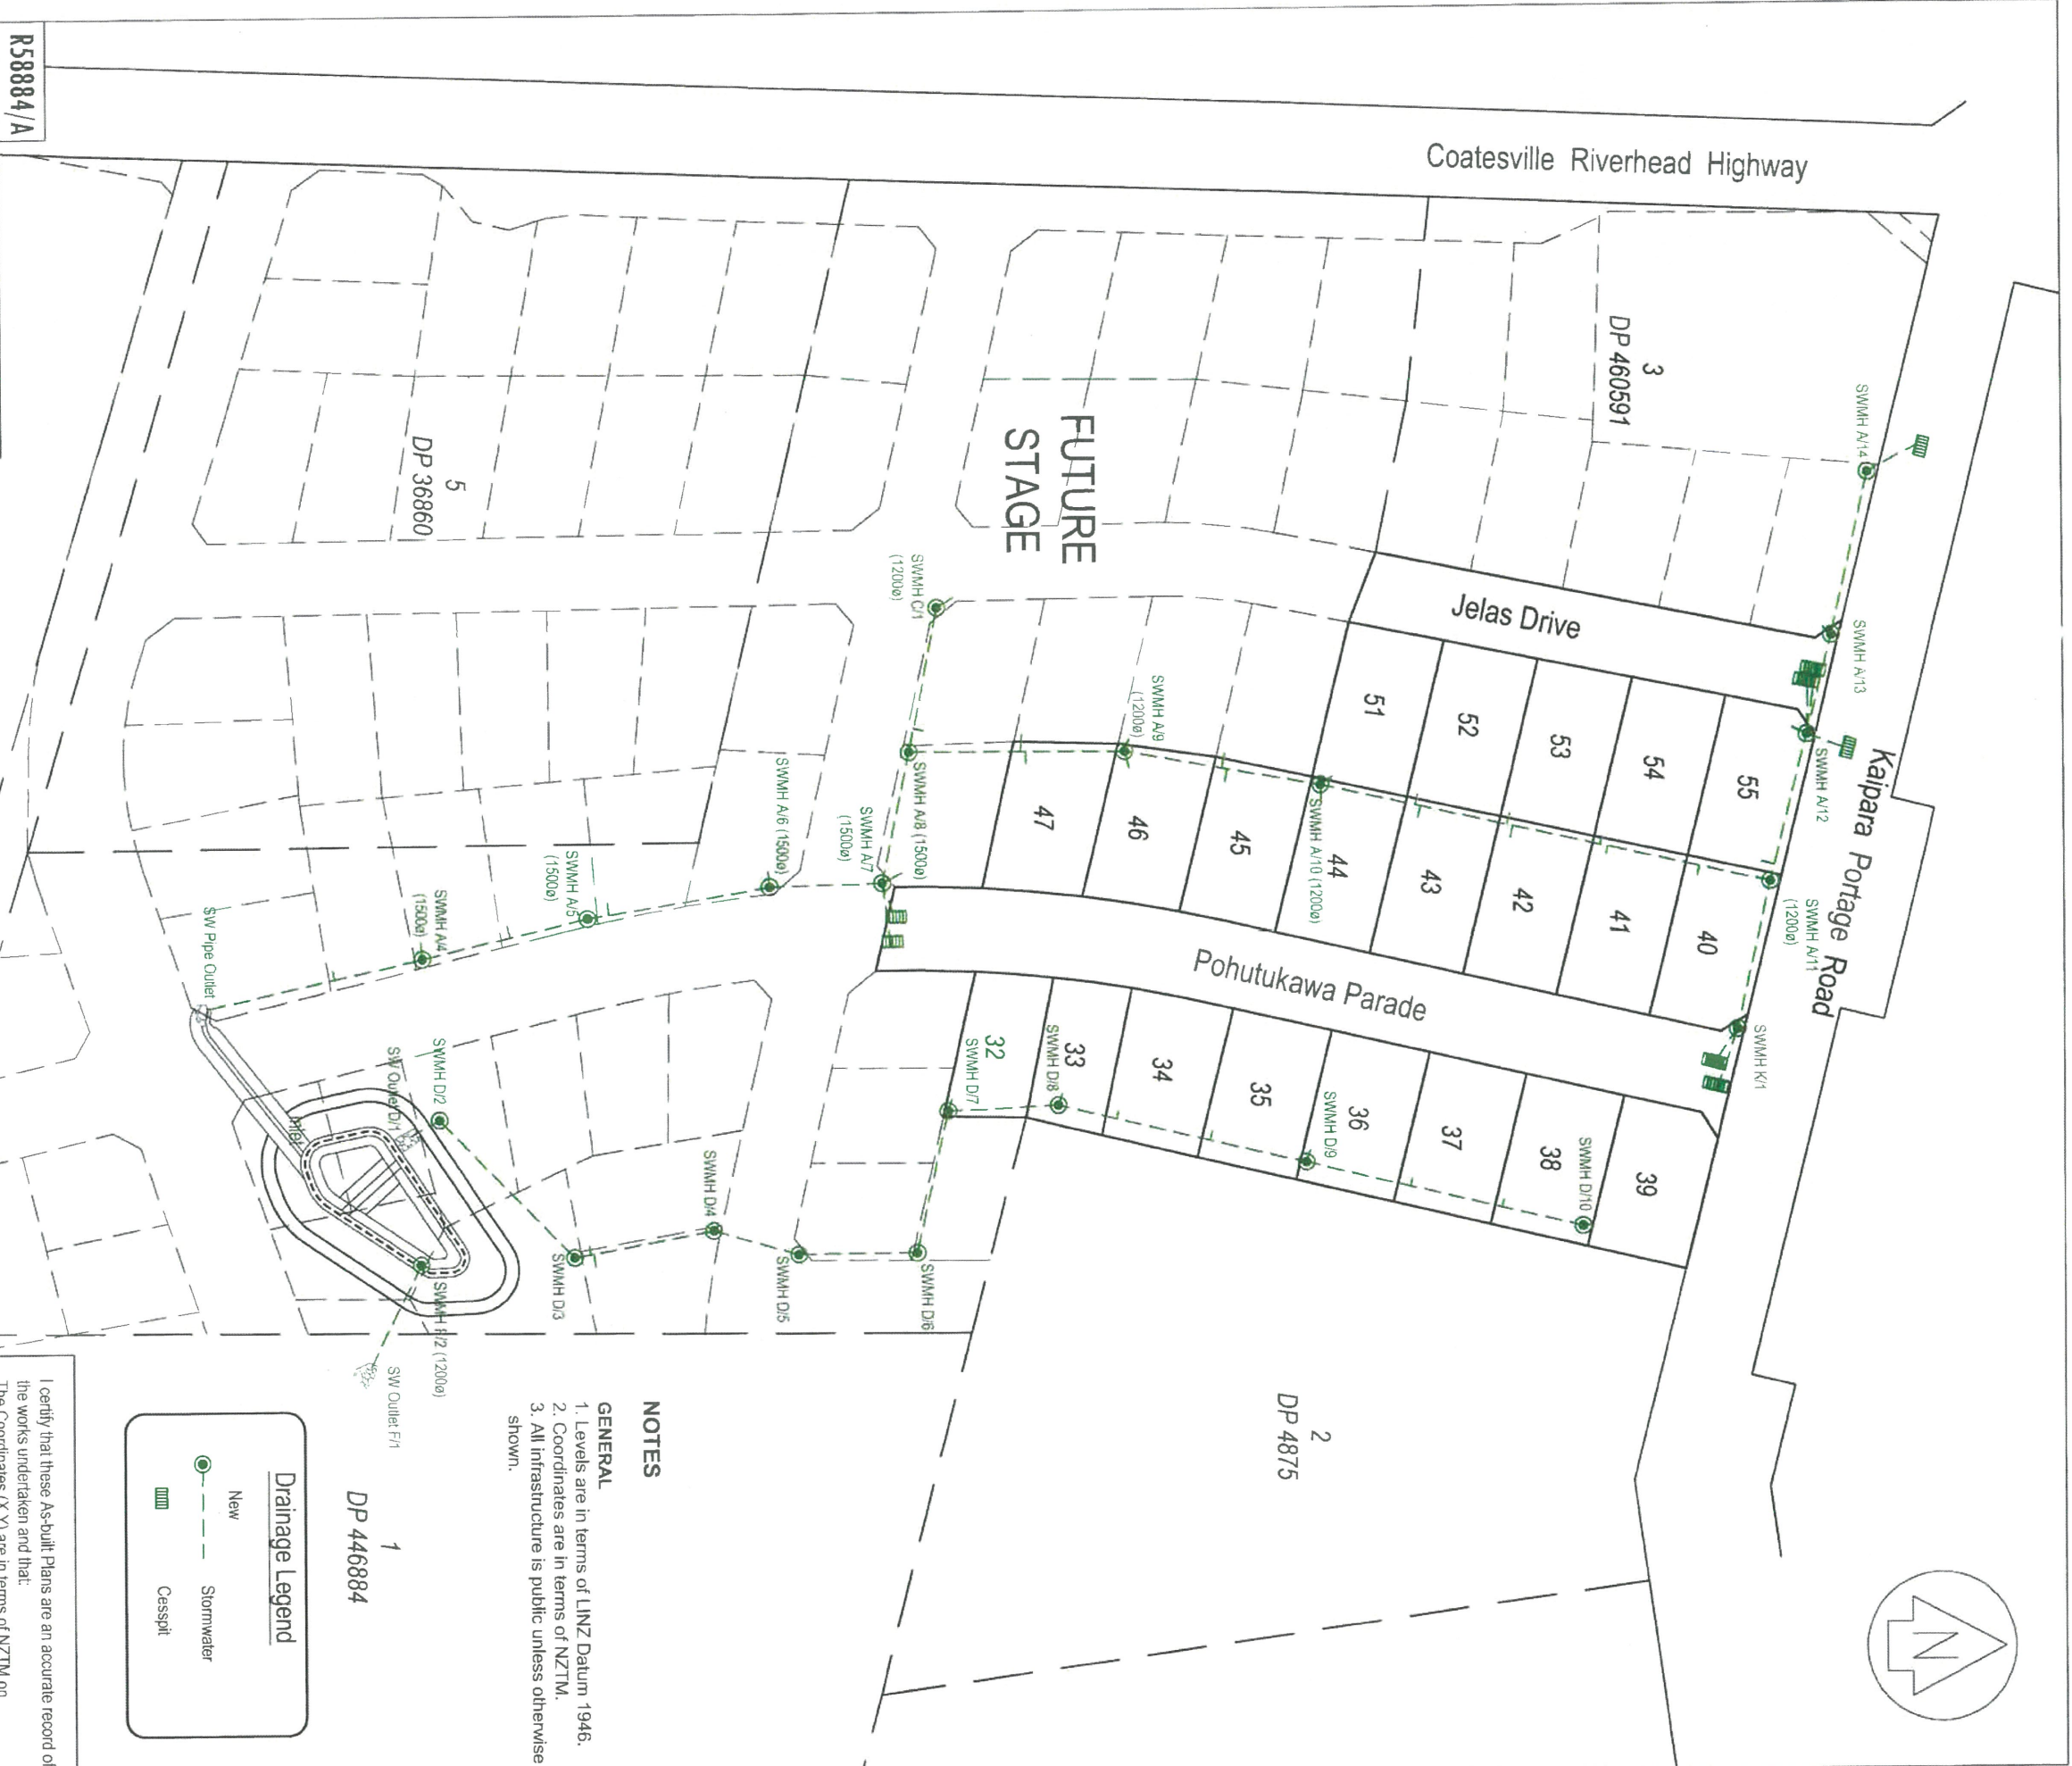 R58884/A
Coatesville Riverhead Highway
3
DP 460591
SWMH A/14
5
DP 36860
FUTURE
STAGE
SWMH C/1
(1200ø)
Jelas Drive
SWMH A/13
SWMH A/12
Kaipara Portage Road
SWMH A/11
(1200ø)
SWMH A/9
(1200ø)
51
52
53
54
55
47
46
45
44
SWMH A/10 (1200ø)
43
42
41
40
SWMH A/8 (1500ø)
SWMH A/7
(1500ø)
SWMH A/6 (1500ø)
SWMH A/5
(1500ø)
SWMH A/4
(1500ø)
SW Pipe Outlet
Pohutukawa Parade
SWMH K/1
32
SWMH D/7
33
SWMH D/8
34
35
36
SWMH D/9
37
38
SWMH D/10
39
SWMH D/2
SW Outlet D/1
Inlet
SWMH D/4
SWMH D/3
SWMH D/5
SWMH D/6
SWMH F/2 (1200ø)
SW Outlet F/1
2
DP 4875
1
DP 446884
NOTES
GENERAL
1. Levels are in terms of LINZ Datum 1946.
2. Coordinates are in terms of NZTM.
3. All infrastructure is public unless otherwise
shown.
Drainage Legend
New
Stormwater
Cesspit
N
I certify that these As-built Plans are an accurate record of
the works undertaken and that:
The Coordinates (X,Y) are in terms of NZTM on